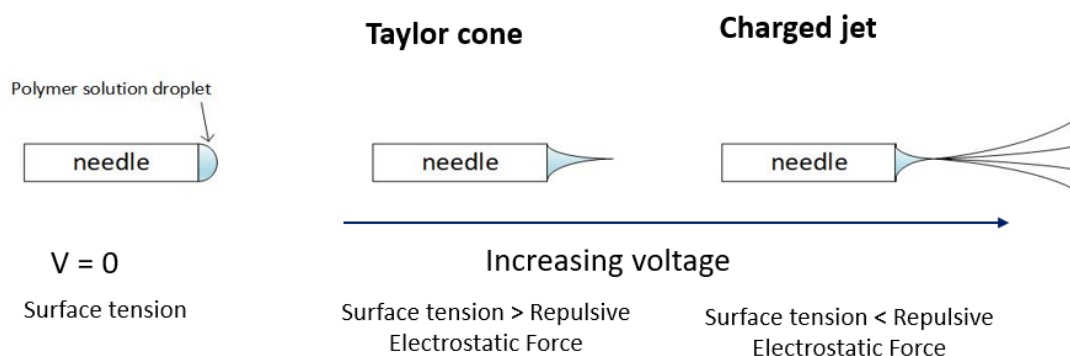 Taylor cone
Charged jet
Polymer solution droplet
needle
needle
needle
V = 0
Increasing voltage
Surface tension
Surface tension > Repulsive
Electrostatic Force
Surface tension < Repulsive
Electrostatic Force